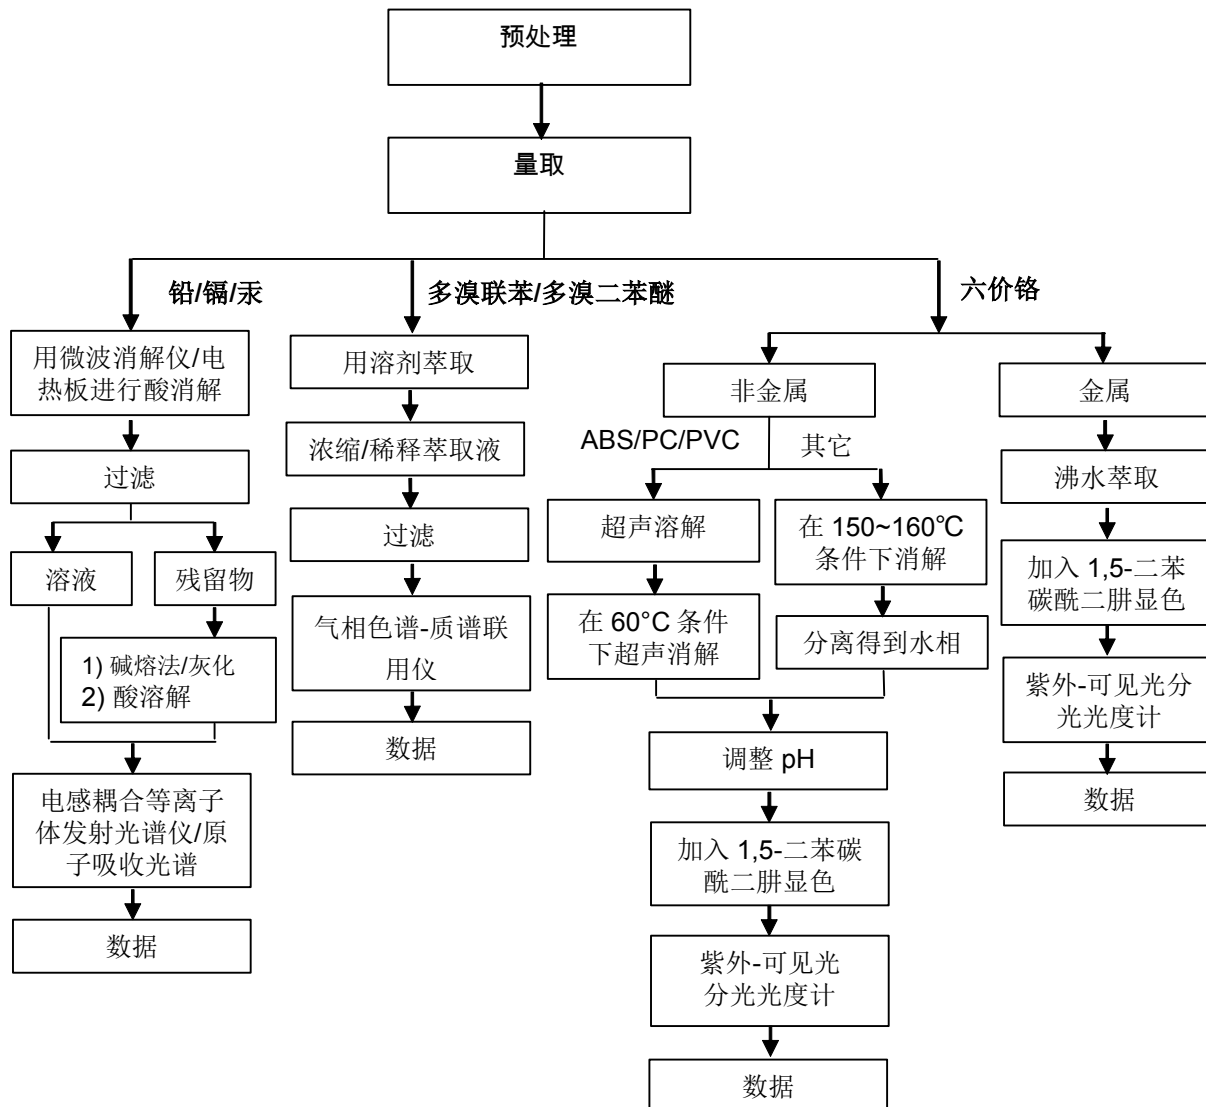 预处理
量取
铅/镉/汞
多溴联苯/多溴二苯醚
六价铬
用微波消解仪/电
热板进行酸消解
过滤
溶液
残留物
1) 碱熔法/灰化
2) 酸溶解
电感耦合等离子
体发射光谱仪/原
子吸收光谱
数据
用溶剂萃取
浓缩/稀释萃取液
过滤
气相色谱-质谱联
用仪
数据
非金属
ABS/PC/PVC
其它
超声溶解
在 60°C 条件
下超声消解
在 150~160℃
条件下消解
分离得到水相
调整 pH
加入 1,5-二苯碳
酰二肼显色
紫外-可见光
分光光度计
数据
金属
沸水萃取
加入 1,5-二苯
碳酰二肼显色
紫外-可见光分
光光度计
数据